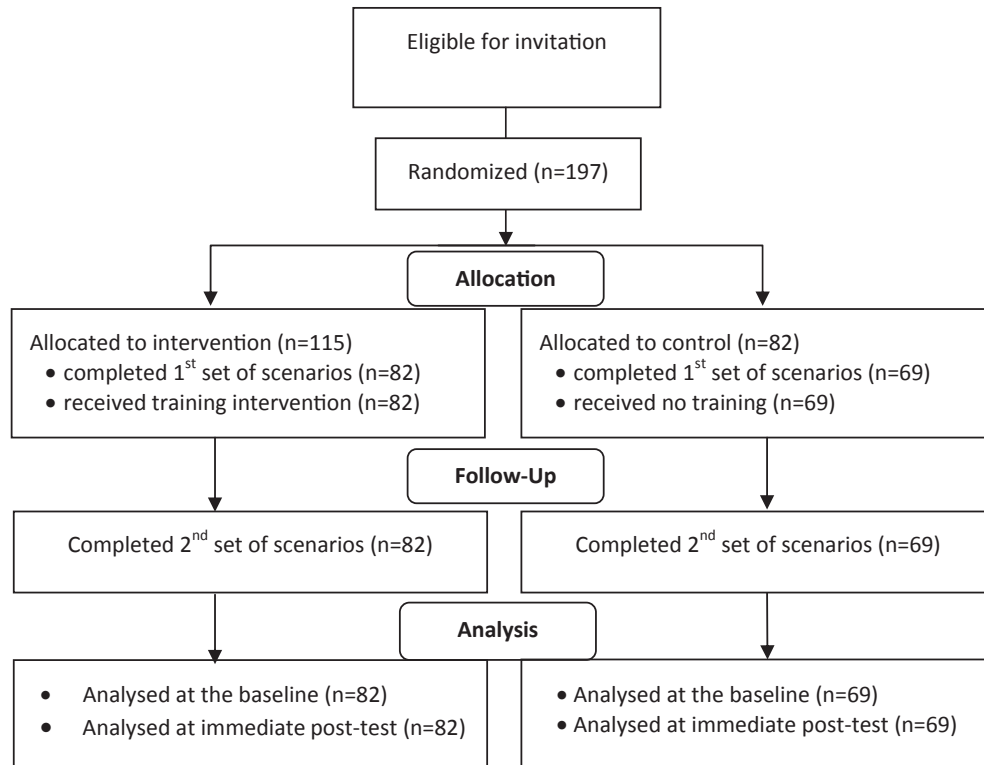 Eligible for invitation
Randomized (n=197)
Allocation
Allocated to intervention (n=115)
• completed 1st set of scenarios (n=82)
• received training intervention (n=82)
Allocated to control (n=82)
• completed 1st set of scenarios (n=69)
• received no training (n=69)
Follow-Up
Completed 2nd set of scenarios (n=82)
Completed 2nd set of scenarios (n=69)
Analysis
• Analysed at the baseline (n=82)
• Analysed at immediate post-test (n=82)
• Analysed at the baseline (n=69)
• Analysed at immediate post-test (n=69)